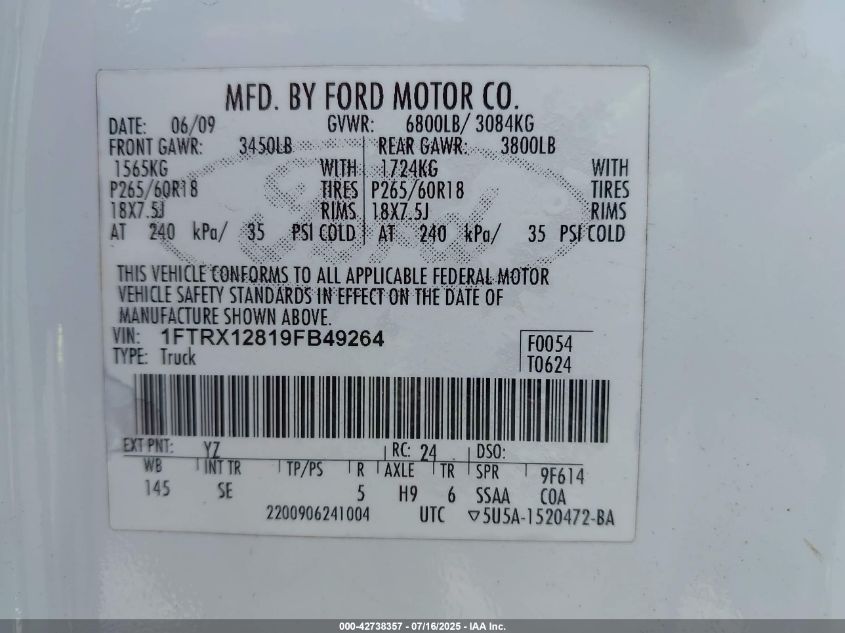 MFD. BY FORD MOTOR CO.
DATE: 06/09 GVWR: 6800LB/ 3084KG
FRONT GAWR: 3450LB REAR GAWR: 3800LB
1565KG WITH 1724KG WITH
P265/60R18 TIRES P265/60R18 TIRES
18X7.5J RIMS 18X7.5J RIMS
AT 240 kPa/ 35 PSI COLD AT 240 kPa/ 35 PSI COLD
THIS VEHICLE CONFORMS TO ALL APPLICABLE FEDERAL MOTOR
VEHICLE SAFETY STANDARDS IN EFFECT ON THE DATE OF
MANUFACTURE SHOWN ABOVE.
VIN: 1FTRX12819FB49264 F0054
TYPE: Truck T0624
EXT PNT: YZ RC: 24 DSO:
WB INT TR TP/PS R AXLE TR SPR 9F614
145 SE 5 H9 6 SSAA COA
2200906241004 UTC ▽5U5A-1520472-BA
000-42738357 - 07/16/2025 - IAA Inc.